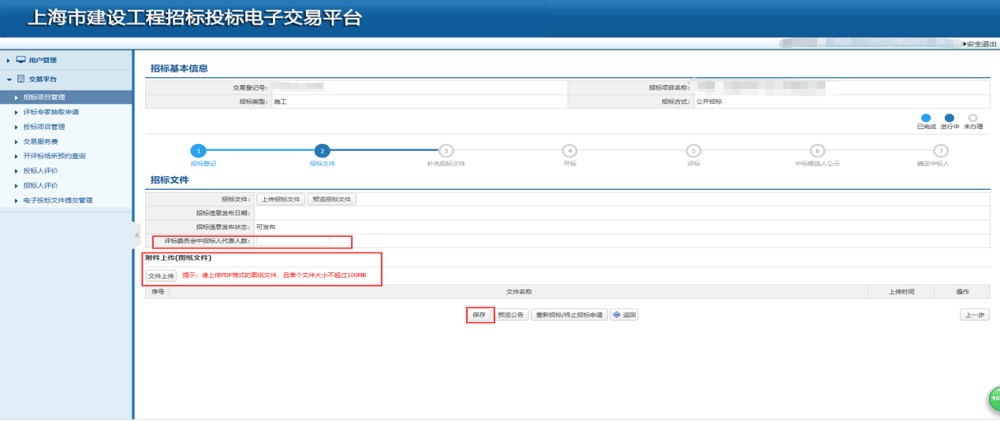 上海市建设工程招标投标电子交易平台
安全退出
用户管理
交易平台
招标项目管理
评标专家抽取申请
投标项目管理
交易服务费
开评标场所预约查询
投标人评价
招标人评价
电子投标文件提交管理
招标基本信息
交易登记号： 招标项目名称：
招标类型： 施工 招标方式： 公开招标
已完成 进行中 未办理
1 2 3 4 5 6 7
招标登记 招标文件 补充招标文件 开标 评标 中标候选人公示 确定中标人
招标文件
招标文件： 上传招标文件 预览招标文件
招标信息发布日期：
招标信息发布状态： 可发布
评标委员会中招标人代表人数：
附件上传(图纸文件)
文件上传 提示：请上传PDF格式的图纸文件，且单个文件大小不超过100MB
序号 文件名称 上传时间 操作
保存 预览公告 重新招标/终止招标申请 返回 上一步
48